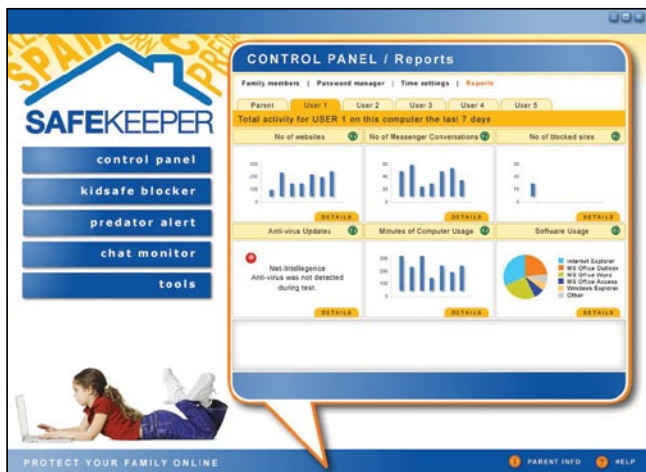 SPAM
PORN
PRED
SAFEKEEPER
control panel
kidsafe blocker
predator alert
chat monitor
tools
CONTROL PANEL / Reports
Family members | Password manager | Time settings | Reports
Parent User 1 User 2 User 3 User 4 User 5
Total activity for USER 1 on this computer the last 7 days
No of websites No of Messenger Conversations No of blocked sites
DETAILS DETAILS DETAILS
Anti-virus Updates Minutes of Computer Usage Software Usage
Net-Intellegence
Anti-virus was not detected
during test.
Internet Explorer
MS Office Outlook
MS Office Word
MS Office Access
Windows Explorer
Other
DETAILS DETAILS DETAILS
PROTECT YOUR FAMILY ONLINE
PARENT INFO HELP